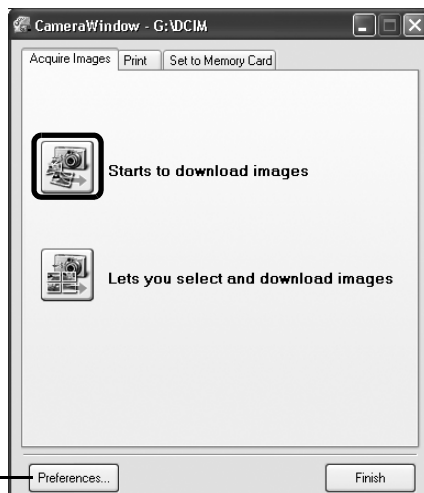 CameraWindow - G:\DCIM
Acquire Images Print Set to Memory Card
Starts to download images
Lets you select and download images
Preferences... Finish